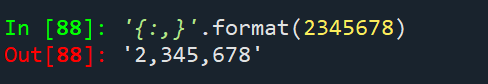 In [88]: '{:,}'.format(2345678)
Out[88]: '2,345,678'